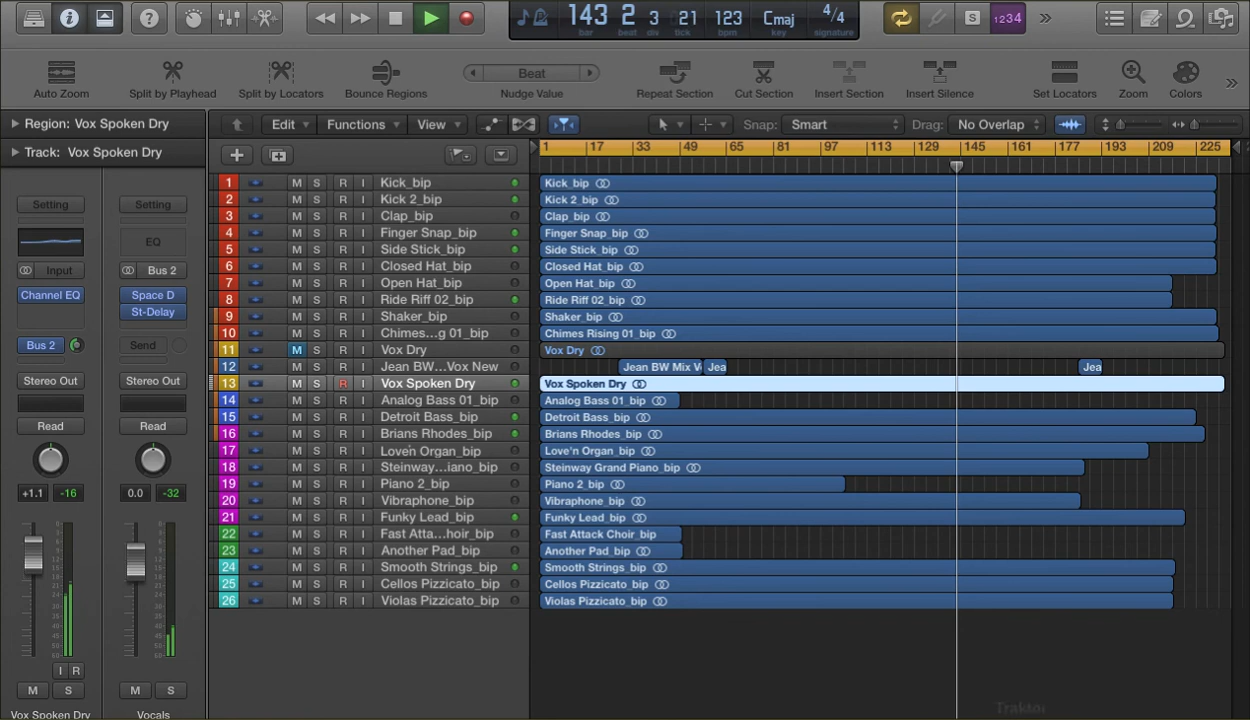 143 2 3 21 123 Cmaj 4/4
bar beat div tick bpm key signature
S 1234
Auto Zoom Split by Playhead Split by Locators Bounce Regions Beat Nudge Value Repeat Section Cut Section Insert Section Insert Silence Set Locators Zoom Colors
Region: Vox Spoken Dry Edit Functions View Snap: Smart Drag: No Overlap
Track: Vox Spoken Dry
1 17 33 49 65 81 97 113 129 145 161 177 193 209 225
1 M S R I Kick_bip Kick_bip
2 M S R I Kick 2_bip Kick 2_bip
3 M S R I Clap_bip Clap_bip
4 M S R I Finger Snap_bip Finger Snap_bip
5 M S R I Side Stick_bip Side Stick_bip
6 M S R I Closed Hat_bip Closed Hat_bip
7 M S R I Open Hat_bip Open Hat_bip
8 M S R I Ride Riff 02_bip Ride Riff 02_bip
9 M S R I Shaker_bip Shaker_bip
10 M S R I Chimes...g 01_bip Chimes Rising 01_bip
11 M S R I Vox Dry Vox Dry
12 M S R I Jean BW...Vox New Jean BW Mix V Jea Jea
13 M S R I Vox Spoken Dry Vox Spoken Dry
14 M S R I Analog Bass 01_bip Analog Bass 01_bip
15 M S R I Detroit Bass_bip Detroit Bass_bip
16 M S R I Brians Rhodes_bip Brians Rhodes_bip
17 M S R I Love'n Organ_bip Love'n Organ_bip
18 M S R I Steinway...iano_bip Steinway Grand Piano_bip
19 M S R I Piano 2_bip Piano 2_bip
20 M S R I Vibraphone_bip Vibraphone_bip
21 M S R I Funky Lead_bip Funky Lead_bip
22 M S R I Fast Atta...hoir_bip Fast Attack Choir_bip
23 M S R I Another Pad_bip Another Pad_bip
24 M S R I Smooth Strings_bip Smooth Strings_bip
25 M S R I Cellos Pizzicato_bip Cellos Pizzicato_bip
26 M S R I Violas Pizzicato_bip Violas Pizzicato_bip
Setting Setting
EQ
Input Bus 2
Channel EQ Space D
St-Delay
Bus 2 Send
Stereo Out Stereo Out
Read Read
+1.1 -16 0.0 -32
I R
M S M S
Vox Spoken Dry Vocals
Traktor